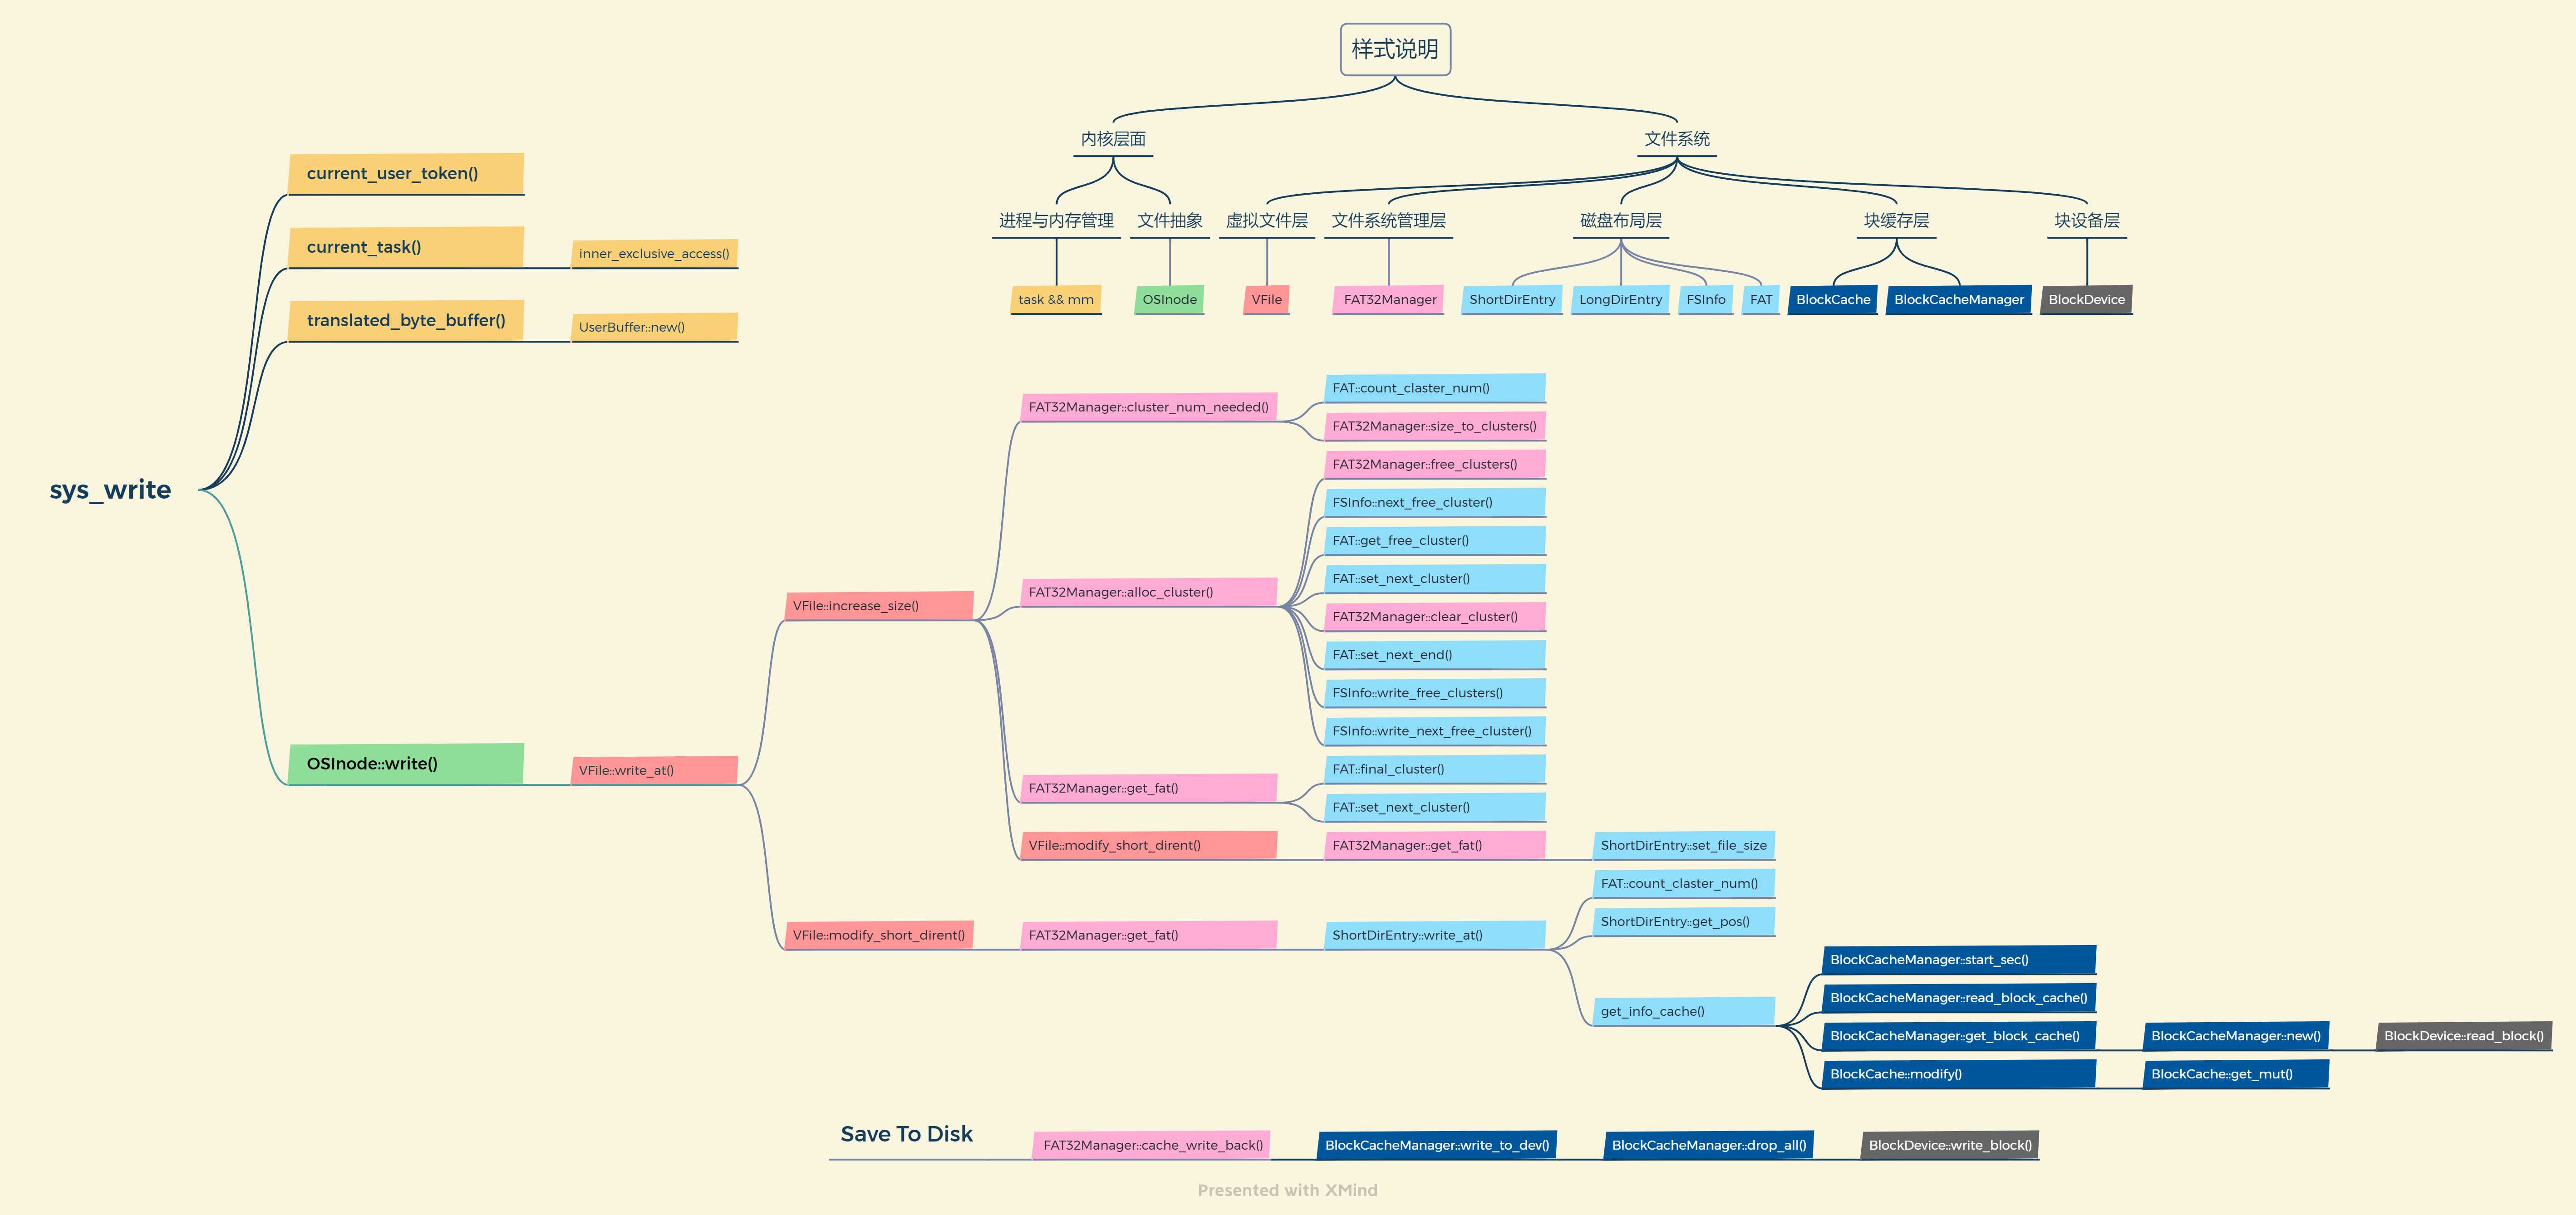 样式说明
内核层面
文件系统
进程与内存管理
文件抽象
虚拟文件层
文件系统管理层
磁盘布局层
块缓存层
块设备层
task && mm
OSInode
VFile
FAT32Manager
ShortDirEntry
LongDirEntry
FSInfo
FAT
BlockCache
BlockCacheManager
BlockDevice
sys_write
current_user_token()
current_task()
inner_exclusive_access()
translated_byte_buffer()
UserBuffer::new()
OSInode::write()
VFile::write_at()
VFile::increase_size()
FAT32Manager::cluster_num_needed()
FAT::count_claster_num()
FAT32Manager::size_to_clusters()
FAT32Manager::alloc_cluster()
FAT32Manager::free_clusters()
FSInfo::next_free_cluster()
FAT::get_free_cluster()
FAT::set_next_cluster()
FAT32Manager::clear_cluster()
FAT::set_next_end()
FSInfo::write_free_clusters()
FSInfo::write_next_free_cluster()
FAT32Manager::get_fat()
FAT::final_cluster()
FAT::set_next_cluster()
VFile::modify_short_dirent()
FAT32Manager::get_fat()
ShortDirEntry::set_file_size
VFile::modify_short_dirent()
FAT32Manager::get_fat()
ShortDirEntry::write_at()
FAT::count_claster_num()
ShortDirEntry::get_pos()
get_info_cache()
BlockCacheManager::start_sec()
BlockCacheManager::read_block_cache()
BlockCacheManager::get_block_cache()
BlockCacheManager::new()
BlockDevice::read_block()
BlockCache::modify()
BlockCache::get_mut()
Save To Disk
FAT32Manager::cache_write_back()
BlockCacheManager::write_to_dev()
BlockCacheManager::drop_all()
BlockDevice::write_block()
Presented with XMind